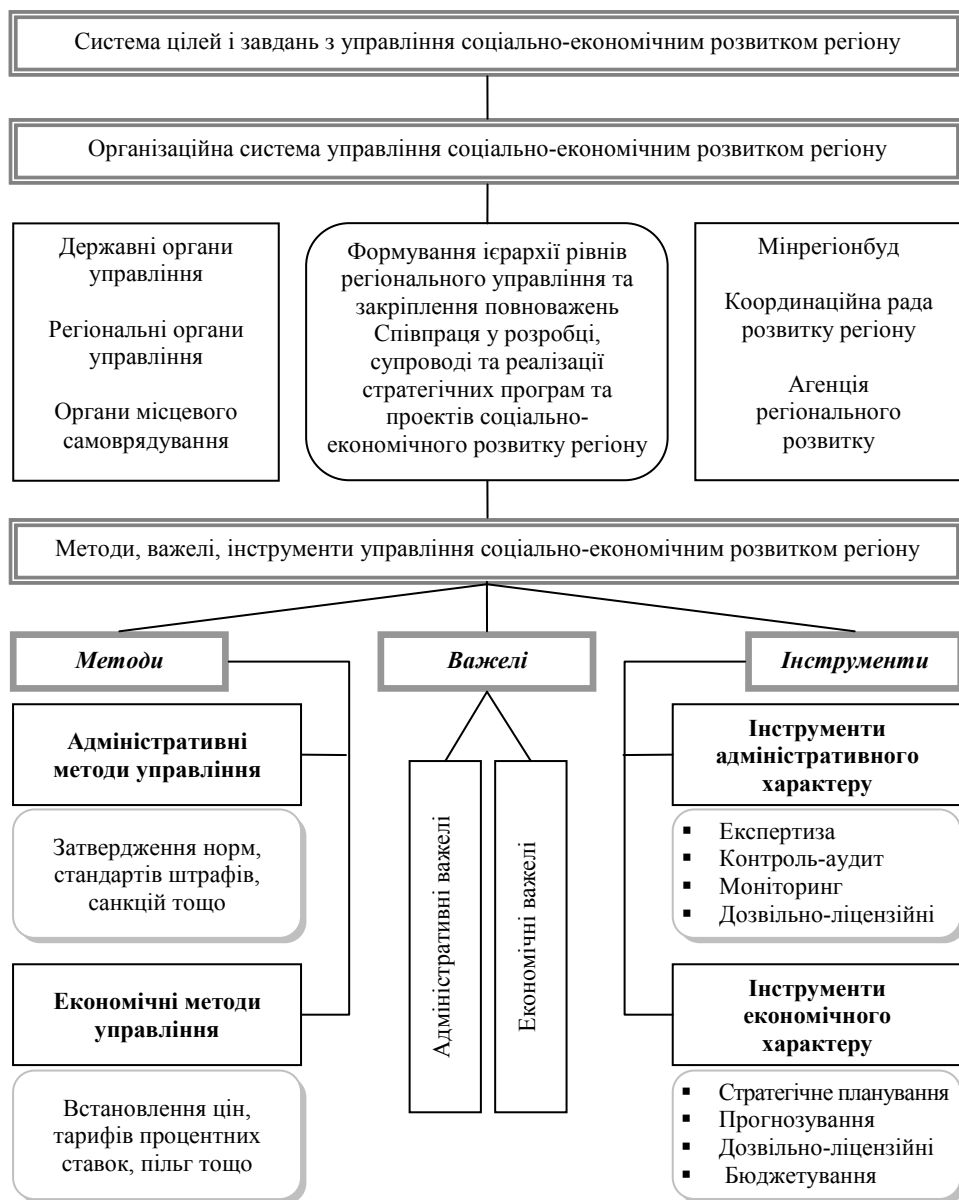 Система цілей і завдань з управління соціально-економічним розвитком регіону
Організаційна система управління соціально-економічним розвитком регіону
Державні органи
управління
Регіональні органи
управління
Органи місцевого
самоврядування
Формування ієрархії рівнів
регіонального управління та
закріплення повноважень
Співпраця у розробці,
супроводі та реалізації
стратегічних програм та
проектів соціально-
економічного розвитку регіону
Мінрегіонбуд
Координаційна рада
розвитку регіону
Агенція
регіонального
розвитку
Методи, важелі, інструменти управління соціально-економічним розвитком регіону
Методи
Важелі
Інструменти
Адміністративні
методи управління
Затвердження норм,
стандартів штрафів,
санкцій тощо
Економічні методи
управління
Встановлення цін,
тарифів процентних
ставок, пільг тощо
Адміністративні важелі
Економічні важелі
Інструменти
адміністративного
характеру
▪ Експертиза
▪ Контроль-аудит
▪ Моніторинг
▪ Дозвільно-ліцензійні
Інструменти
економічного
характеру
▪ Стратегічне планування
▪ Прогнозування
▪ Дозвільно-ліцензійні
▪ Бюджетування